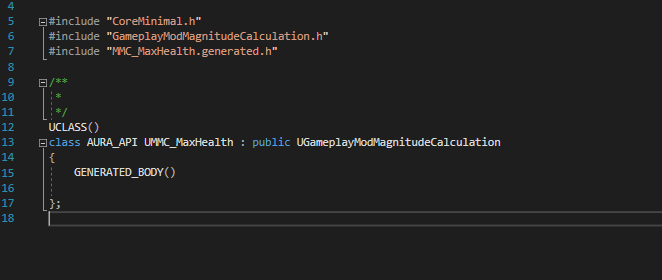 4
5 #include "CoreMinimal.h"
6 #include "GameplayModMagnitudeCalculation.h"
7 #include "MMC_MaxHealth.generated.h"
8
9 /**
10 *
11 */
12 UCLASS()
13 class AURA_API UMMC_MaxHealth : public UGameplayModMagnitudeCalculation
14 {
15 GENERATED_BODY()
16
17 };
18